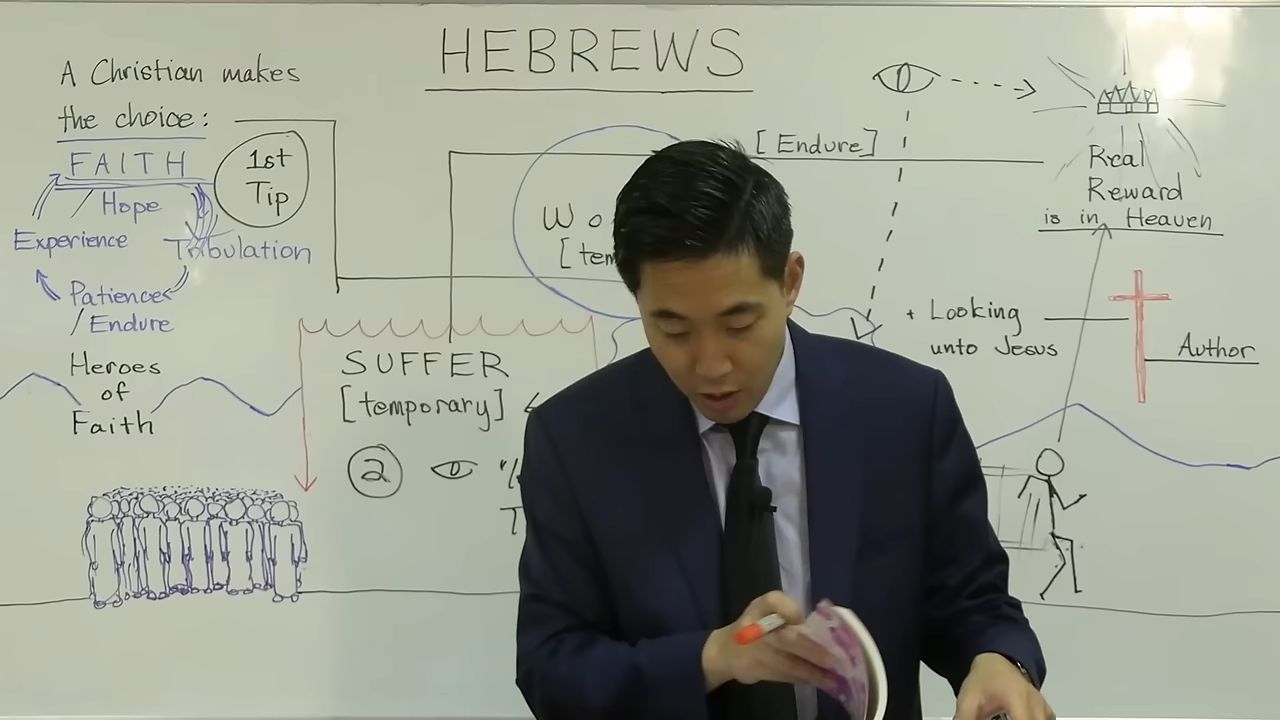 HEBREWS
A Christian makes
the choice:
FAITH
/ Hope
Experience
Tribulation
Patience
/ Endure
1st
Tip
Heroes
of
Faith
SUFFER
[temporary]
2
[Endure]
Real
Reward
is in Heaven
+ Looking
unto Jesus
Author